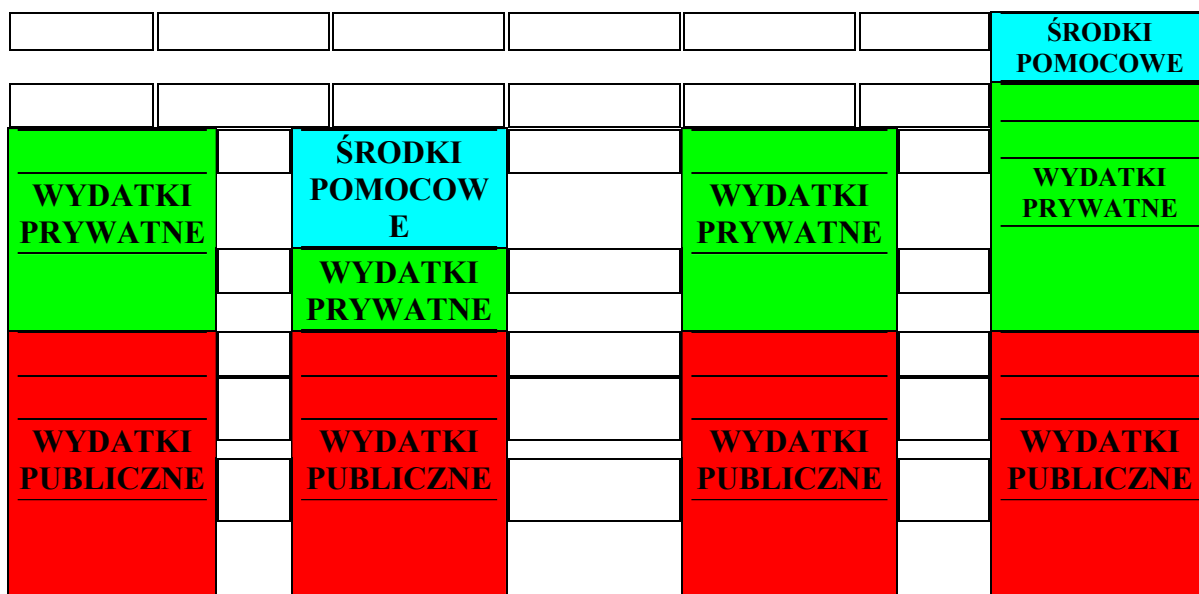 ŚRODKI
POMOCOWE
WYDATKI
PRYWATNE
ŚRODKI
POMOCOW
E
WYDATKI
PRYWATNE
WYDATKI
PRYWATNE
WYDATKI
PRYWATNE
WYDATKI
PUBLICZNE
WYDATKI
PUBLICZNE
WYDATKI
PUBLICZNE
WYDATKI
PUBLICZNE